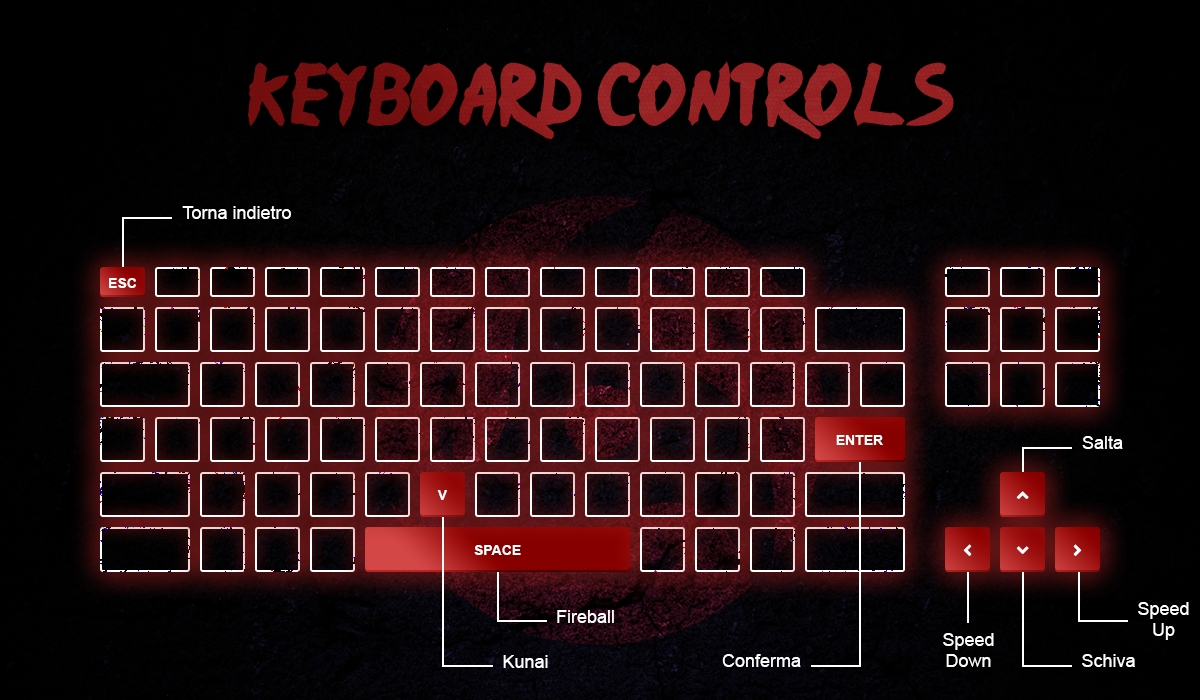 KEYBOARD CONTROLS
Torna indietro
ESC
ENTER
Salta
V
SPACE
Fireball
Speed
Up
Speed
Down
Kunai
Conferma
Schiva